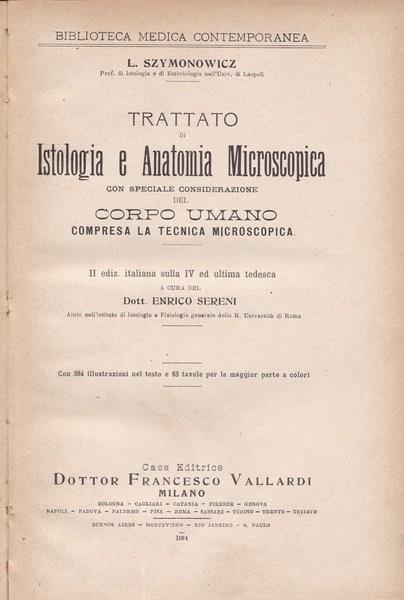 BIBLIOTECA MEDICA CONTEMPORANEA
L. SZYMONOWICZ
Prof. di Istologia e di Embriologia nell'Univ. di Leopoli
TRATTATO
DI
Istologia e Anatomia Microscopica
CON SPECIALE CONSIDERAZIONE
DEL
CORPO UMANO
COMPRESA LA TECNICA MICROSCOPICA.
II ediz. italiana sulla IV ed ultima tedesca
A CURA DEL
Dott. ENRICO SERENI
Aiuto nell'istituto di Istologia e Fisiologia generale della R. Università di Roma
Con 394 illustrazioni nel testo e 83 tavole per la maggior parte a colori
Casa Editrice
DOTTOR FRANCESCO VALLARDI
MILANO
BOLOGNA - CAGLIARI - CATANIA - FIRENZE - GENOVA
NAPOLI - PADOVA - PALERMO - PISA - ROMA - SASSARI - TORINO - TRENTO - TRIESTE
BUENOS AIRES - MONTEVIDEO - RIO JANEIRO - S. PAULO
1924